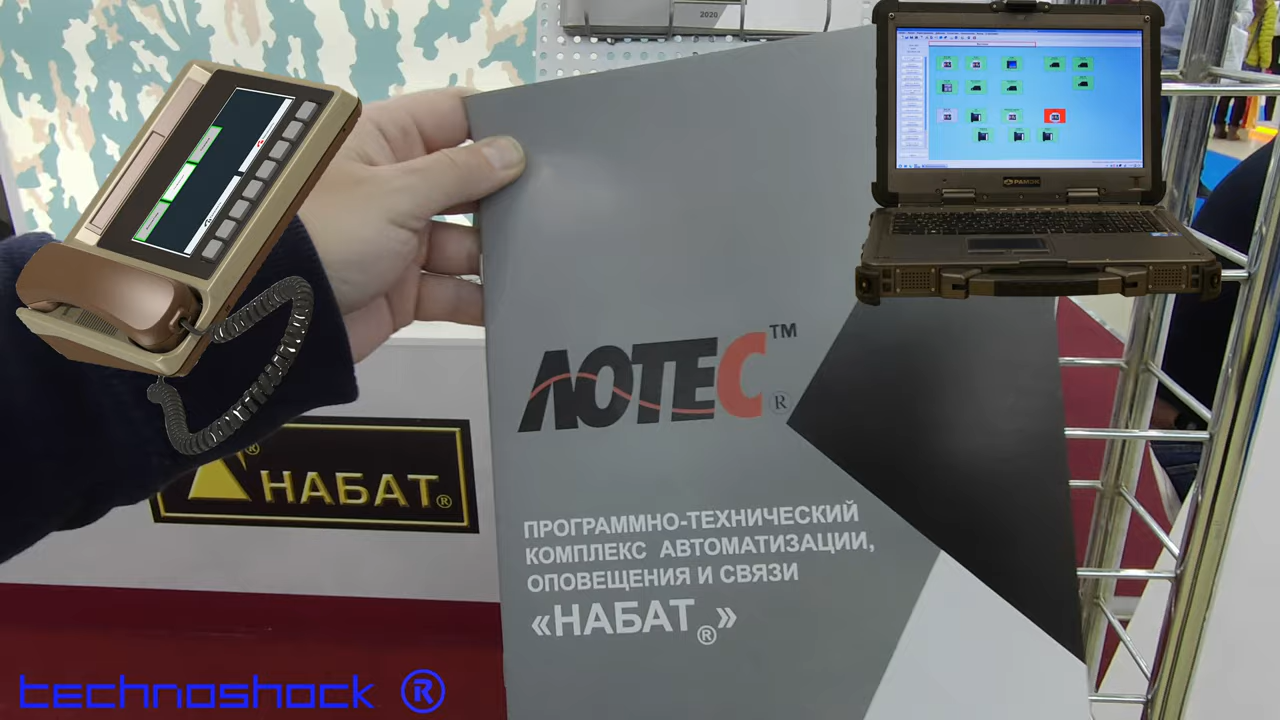 2020
ЛОТЕС™
®
®
НАБАТ®
ПРОГРАММНО-ТЕХНИЧЕСКИЙ
КОМПЛЕКС АВТОМАТИЗАЦИИ,
ОПОВЕЩЕНИЯ И СВЯЗИ
«НАБАТ®»
technoshock ®